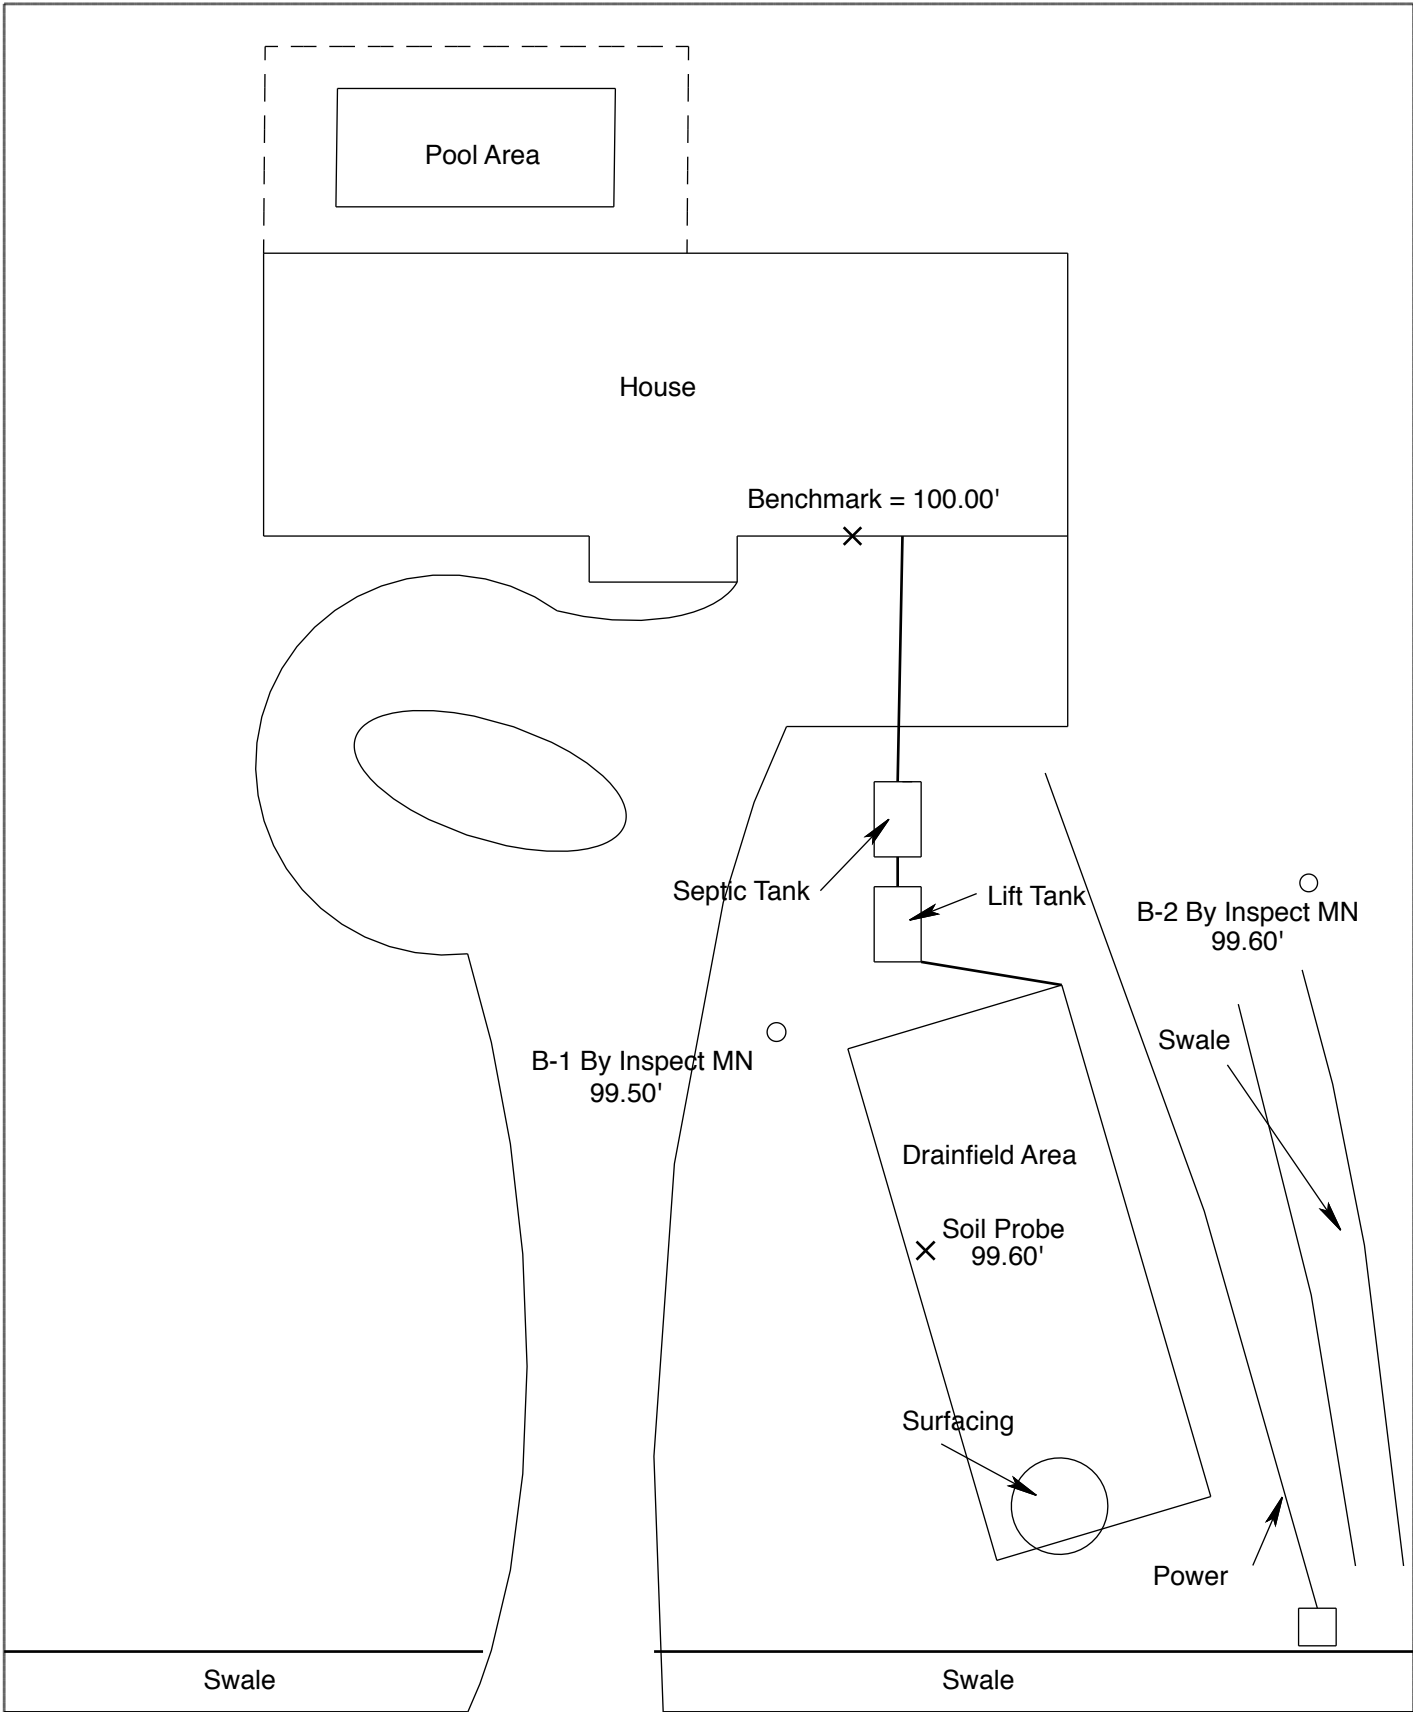 Pool Area
House
Benchmark = 100.00'
Septic Tank
Lift Tank
B-2 By Inspect MN
99.60'
Swale
B-1 By Inspect MN
99.50'
Drainfield Area
Soil Probe
99.60'
Surfacing
Power
Swale
Swale